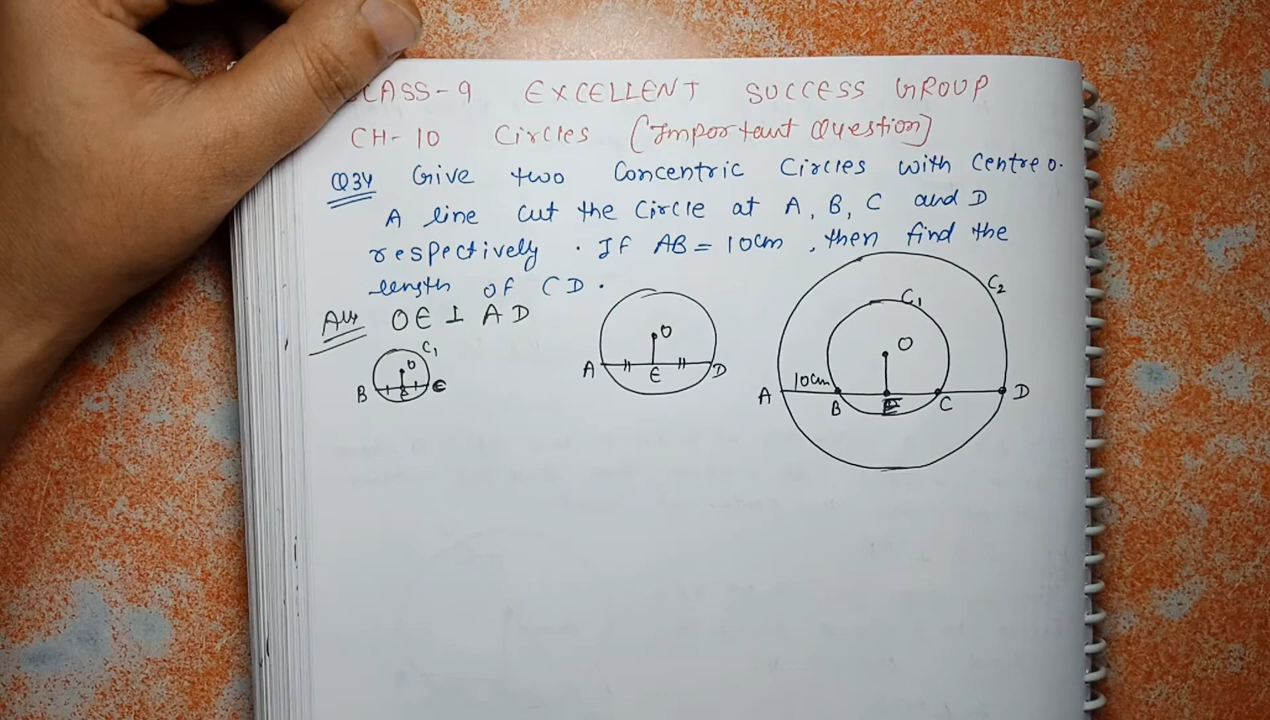 CLASS-9 EXCELLENT SUCCESS GROUP
CH-10 Circles (Important Question)
Q34 Give two Concentric Circles with Centre O.
A line cut the Circle at A, B, C and D
respectively. If AB = 10cm, then find the
length of CD.
Ans OE ⊥ AD
C1
O
B E C
O
A E D
C2
C1
O
10cm
A B E C D